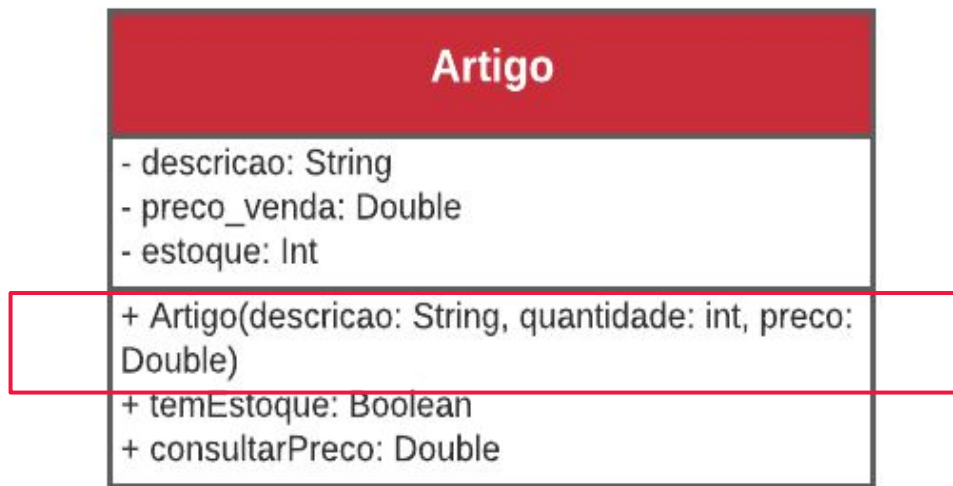 Artigo
- descricao: String
- preco_venda: Double
- estoque: Int
+ Artigo(descricao: String, quantidade: int, preco:
Double)
+ temEstoque: Boolean
+ consultarPreco: Double